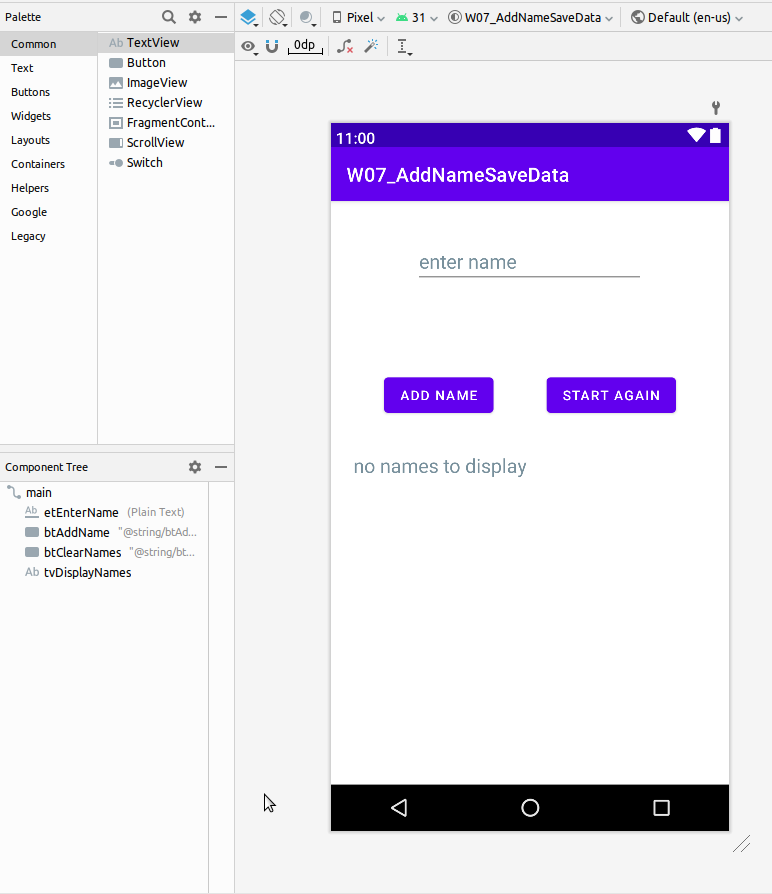 Palette
Common
Text
Buttons
Widgets
Layouts
Containers
Helpers
Google
Legacy
Ab TextView
Button
ImageView
RecyclerView
FragmentCont...
ScrollView
Switch
Pixel 31 W07_AddNameSaveData Default (en-us)
0dp
11:00
W07_AddNameSaveData
enter name
ADD NAME START AGAIN
no names to display
Component Tree
main
Ab etEnterName (Plain Text)
btAddName "@string/btAd...
btClearNames "@string/bt...
Ab tvDisplayNames